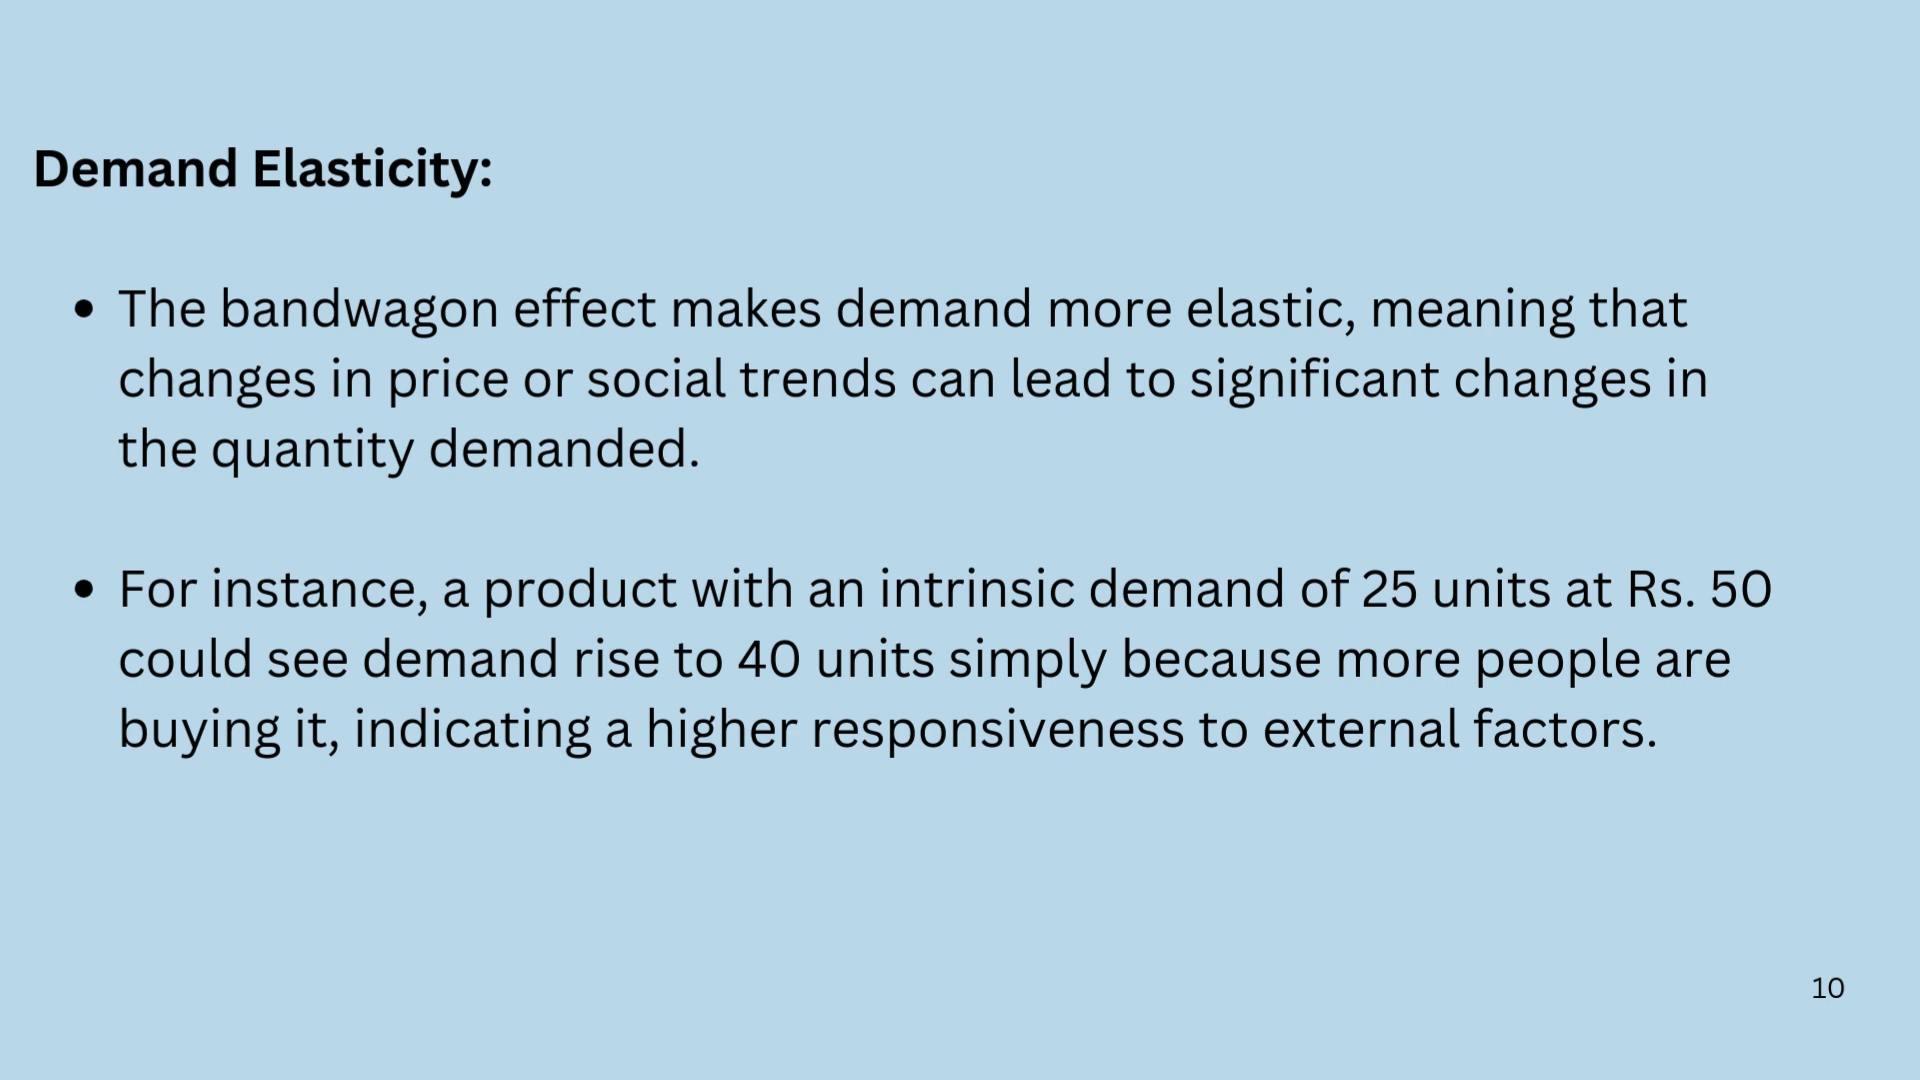 Demand Elasticity:
• The bandwagon effect makes demand more elastic, meaning that
changes in price or social trends can lead to significant changes in
the quantity demanded.
• For instance, a product with an intrinsic demand of 25 units at Rs. 50
could see demand rise to 40 units simply because more people are
buying it, indicating a higher responsiveness to external factors.
10